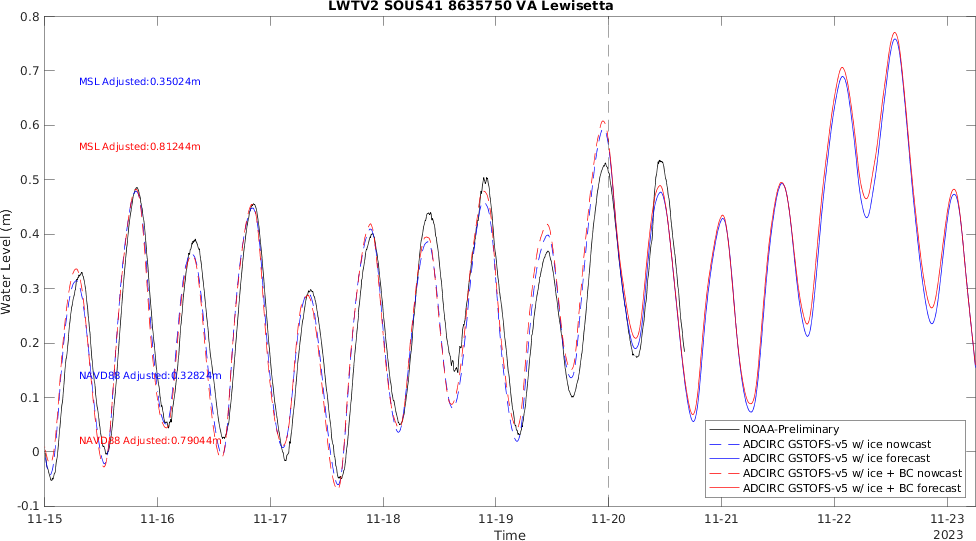 LWTV2 SOUS41 8635750 VA Lewisetta
0.8
0.7
0.6
0.5
0.4
0.3
0.2
0.1
0
-0.1
Water Level (m)
MSL Adjusted:0.35024m
MSL Adjusted:0.81244m
NAVD88 Adjusted:0.32824m
NAVD88 Adjusted:0.79044m
NOAA-Preliminary
ADCIRC GSTOFS-v5 w/ ice nowcast
ADCIRC GSTOFS-v5 w/ ice forecast
ADCIRC GSTOFS-v5 w/ ice + BC nowcast
ADCIRC GSTOFS-v5 w/ ice + BC forecast
11-15 11-16 11-17 11-18 11-19 11-20 11-21 11-22 11-23
Time 2023